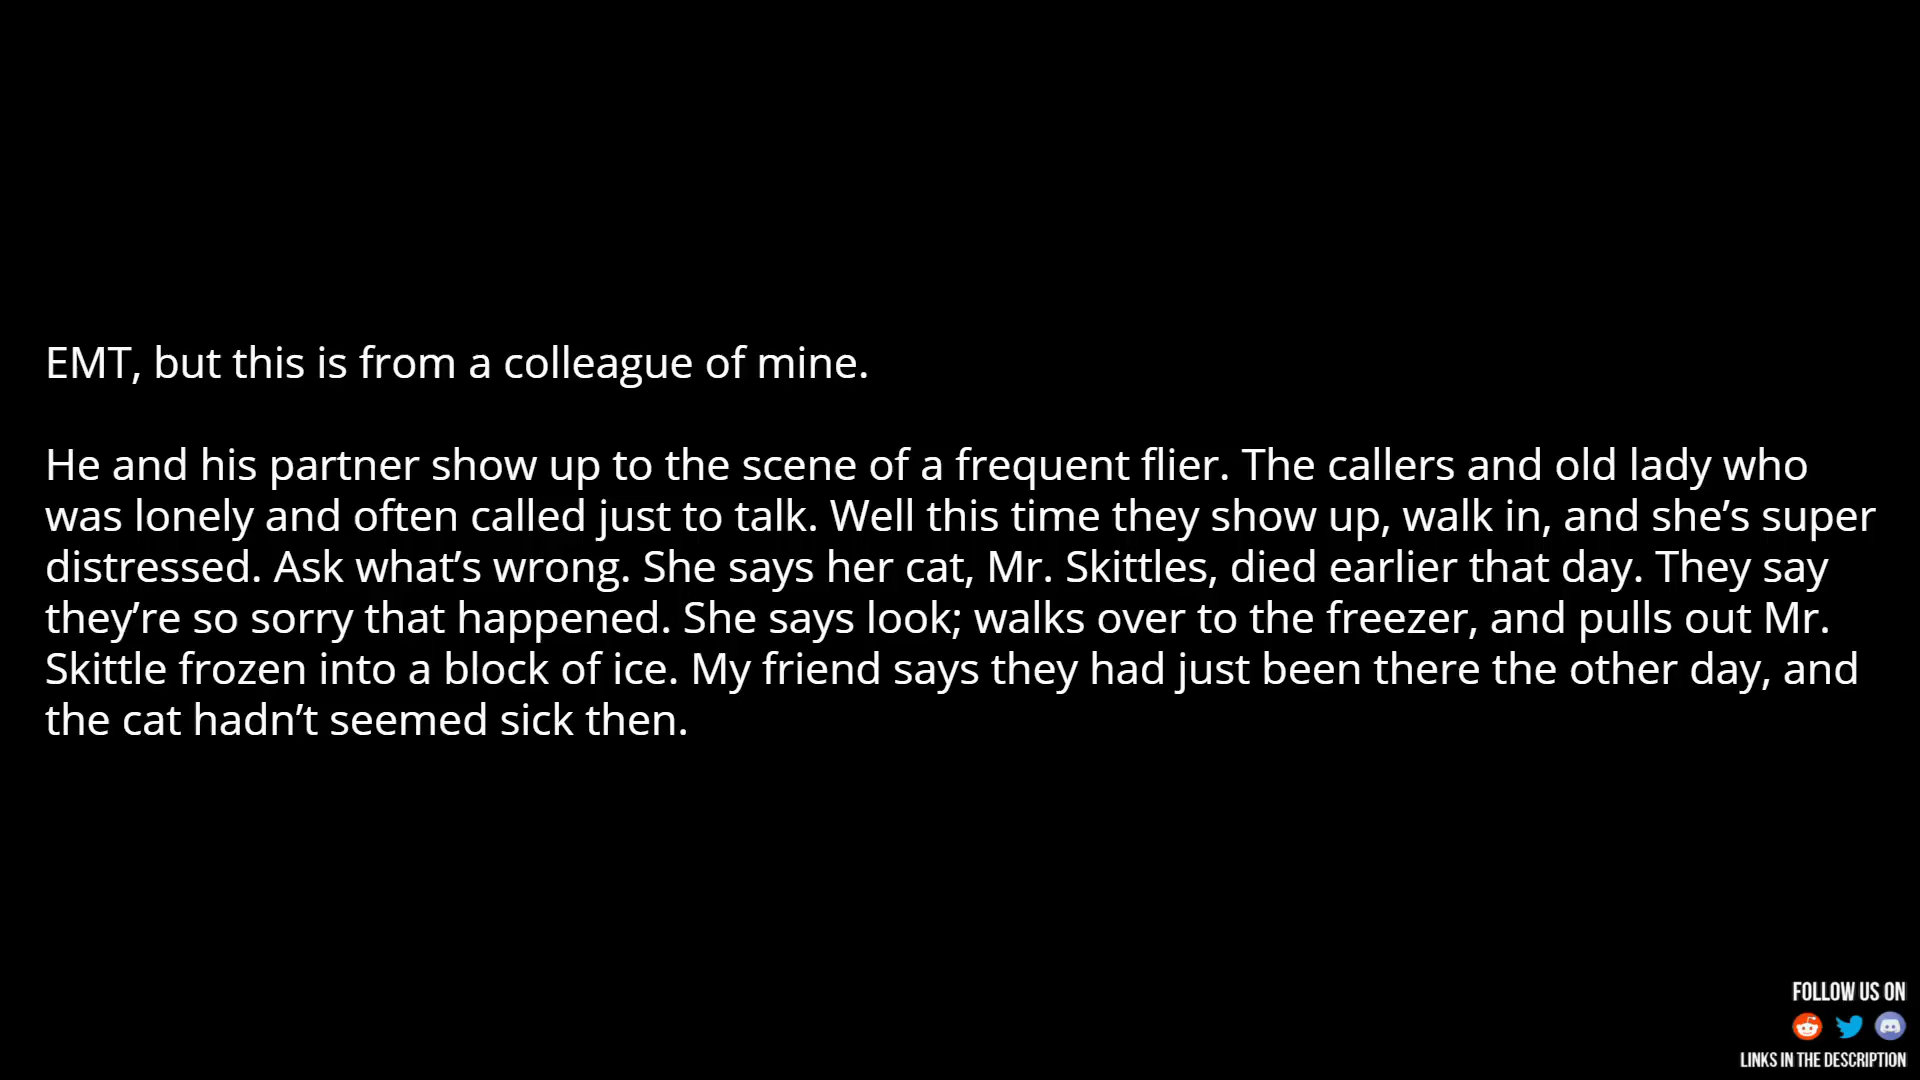 EMT, but this is from a colleague of mine.
He and his partner show up to the scene of a frequent flier. The callers and old lady who
was lonely and often called just to talk. Well this time they show up, walk in, and she’s super
distressed. Ask what’s wrong. She says her cat, Mr. Skittles, died earlier that day. They say
they’re so sorry that happened. She says look; walks over to the freezer, and pulls out Mr.
Skittle frozen into a block of ice. My friend says they had just been there the other day, and
the cat hadn’t seemed sick then.
FOLLOW US ON
LINKS IN THE DESCRIPTION